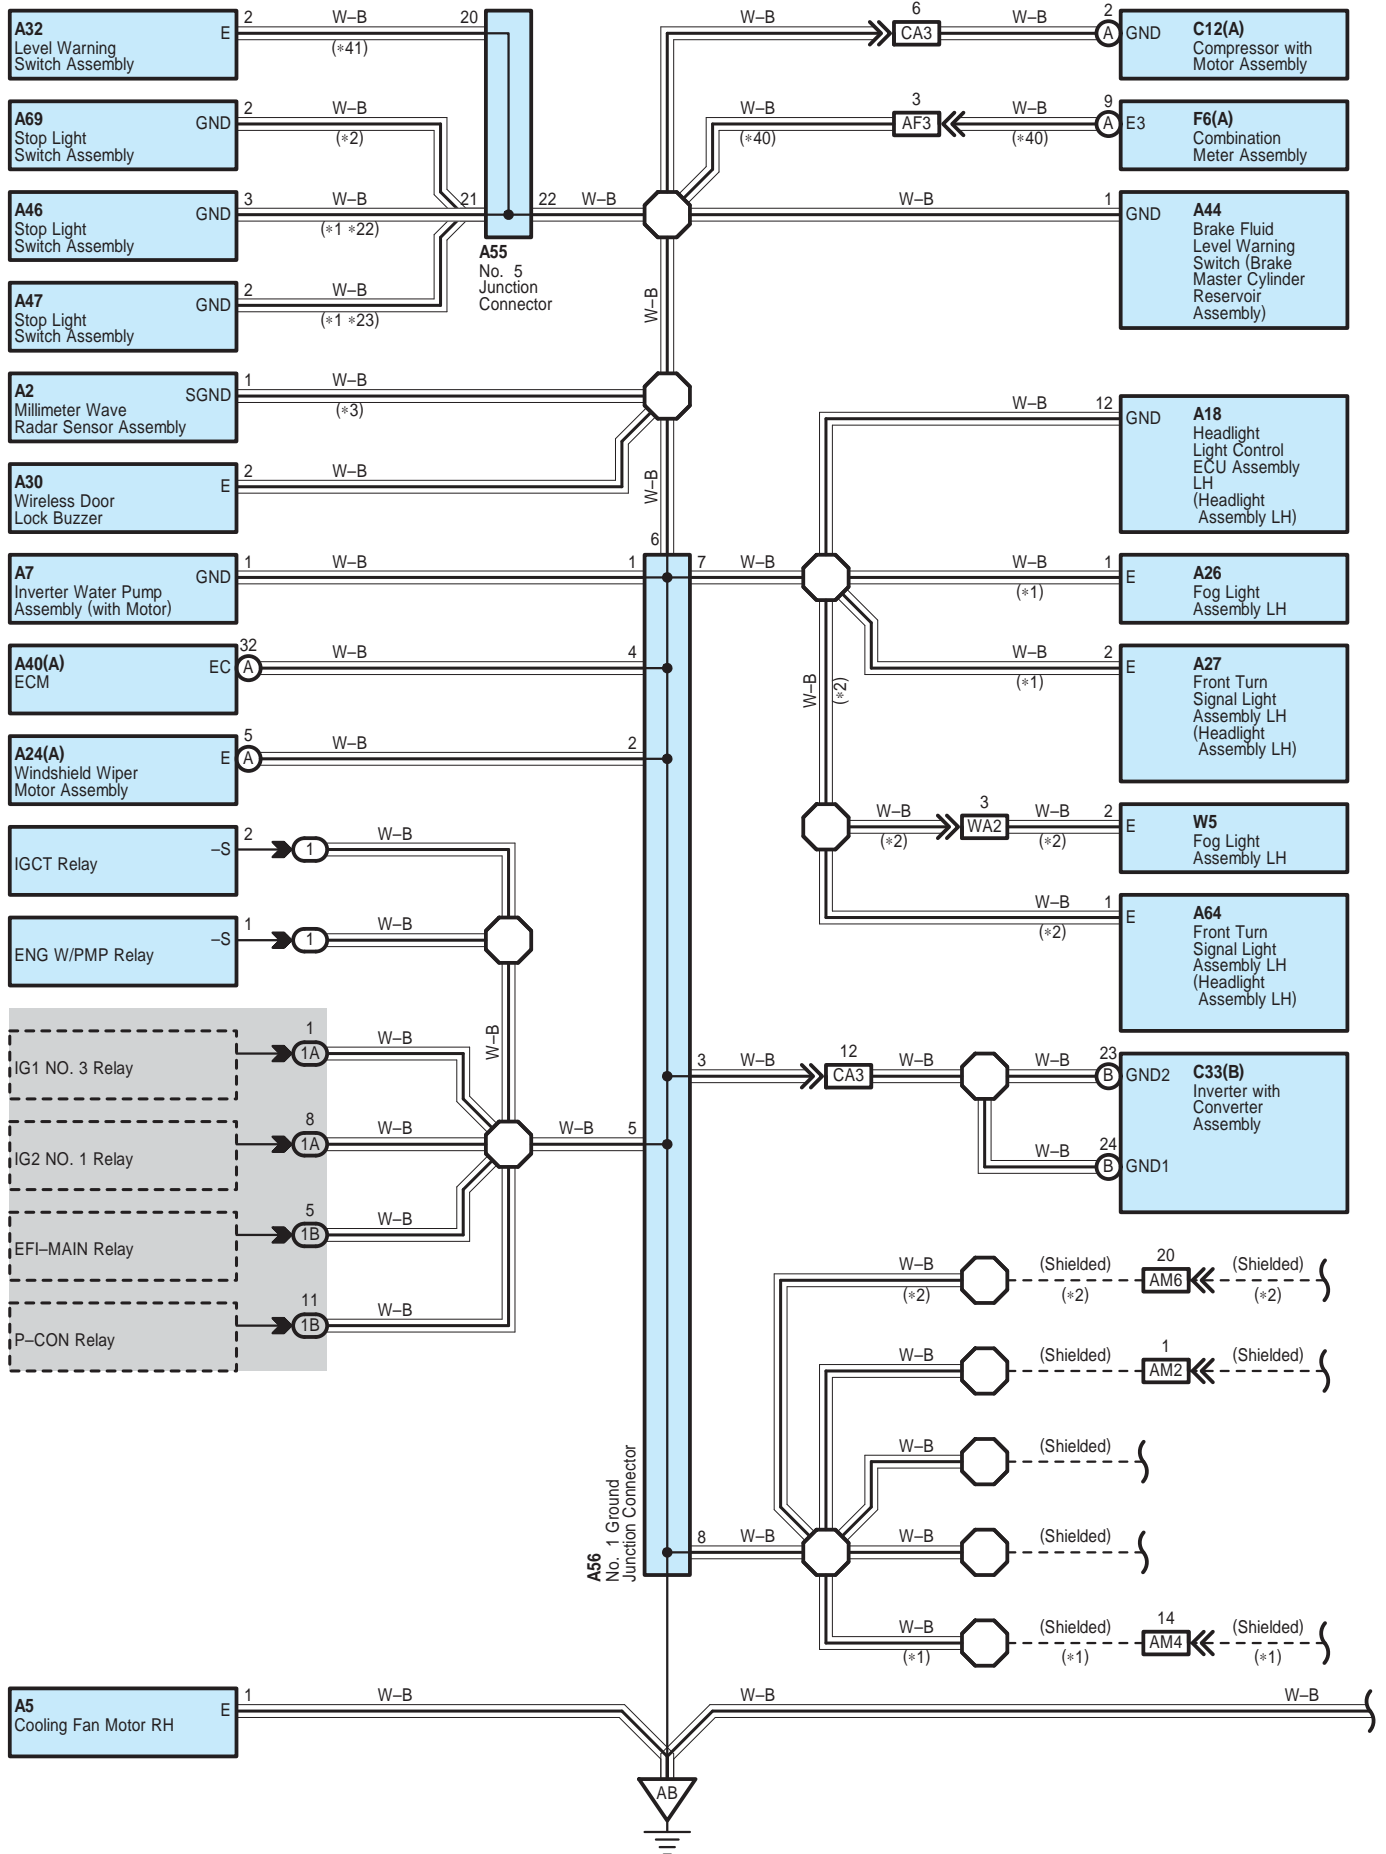 A32
Level Warning
Switch Assembly
E
2
W–B
(*41)
20
A69
Stop Light
Switch Assembly
GND
2
W–B
(*2)
A46
Stop Light
Switch Assembly
GND
3
W–B
(*1 *22)
21
22
W–B
A47
Stop Light
Switch Assembly
GND
2
W–B
(*1 *23)
A55
No. 5
Junction
Connector
W–B
6
CA3
W–B
2
A
GND
C12(A)
Compressor with
Motor Assembly
W–B
(*40)
3
AF3
W–B
(*40)
9
A
E3
F6(A)
Combination
Meter Assembly
W–B
1
GND
A44
Brake Fluid
Level Warning
Switch (Brake
Master Cylinder
Reservoir
Assembly)
W–B
A2
Millimeter Wave
Radar Sensor Assembly
SGND
1
W–B
(*3)
A30
Wireless Door
Lock Buzzer
E
2
W–B
W–B
6
W–B
12
GND
A18
Headlight
Light Control
ECU Assembly
LH
(Headlight
Assembly LH)
A7
Inverter Water Pump
Assembly (with Motor)
GND
1
W–B
1
7
W–B
W–B
(*1)
1
E
A26
Fog Light
Assembly LH
A40(A)
ECM
EC
32
A
W–B
4
W–B
(*2)
W–B
(*1)
2
E
A27
Front Turn
Signal Light
Assembly LH
(Headlight
Assembly LH)
A24(A)
Windshield Wiper
Motor Assembly
E
5
A
W–B
2
IGCT Relay
–S
2
1
W–B
W–B
(*2)
3
WA2
W–B
(*2)
2
E
W5
Fog Light
Assembly LH
ENG W/PMP Relay
–S
1
1
W–B
W–B
(*2)
1
E
A64
Front Turn
Signal Light
Assembly LH
(Headlight
Assembly LH)
W–B
IG1 NO. 3 Relay
1
1A
W–B
3
W–B
12
CA3
W–B
W–B
23
B
GND2
C33(B)
Inverter with
Converter
Assembly
IG2 NO. 1 Relay
8
1A
W–B
W–B
5
W–B
24
B
GND1
EFI–MAIN Relay
5
1B
W–B
P–CON Relay
11
1B
W–B
W–B
(*2)
(Shielded)
(*2)
20
AM6
(Shielded)
(*2)
W–B
(Shielded)
1
AM2
(Shielded)
W–B
(Shielded)
A56
No. 1 Ground
Junction Connector
8
W–B
W–B
(Shielded)
W–B
(*1)
(Shielded)
(*1)
14
AM4
(Shielded)
(*1)
A5
Cooling Fan Motor RH
E
1
W–B
W–B
W–B
AB